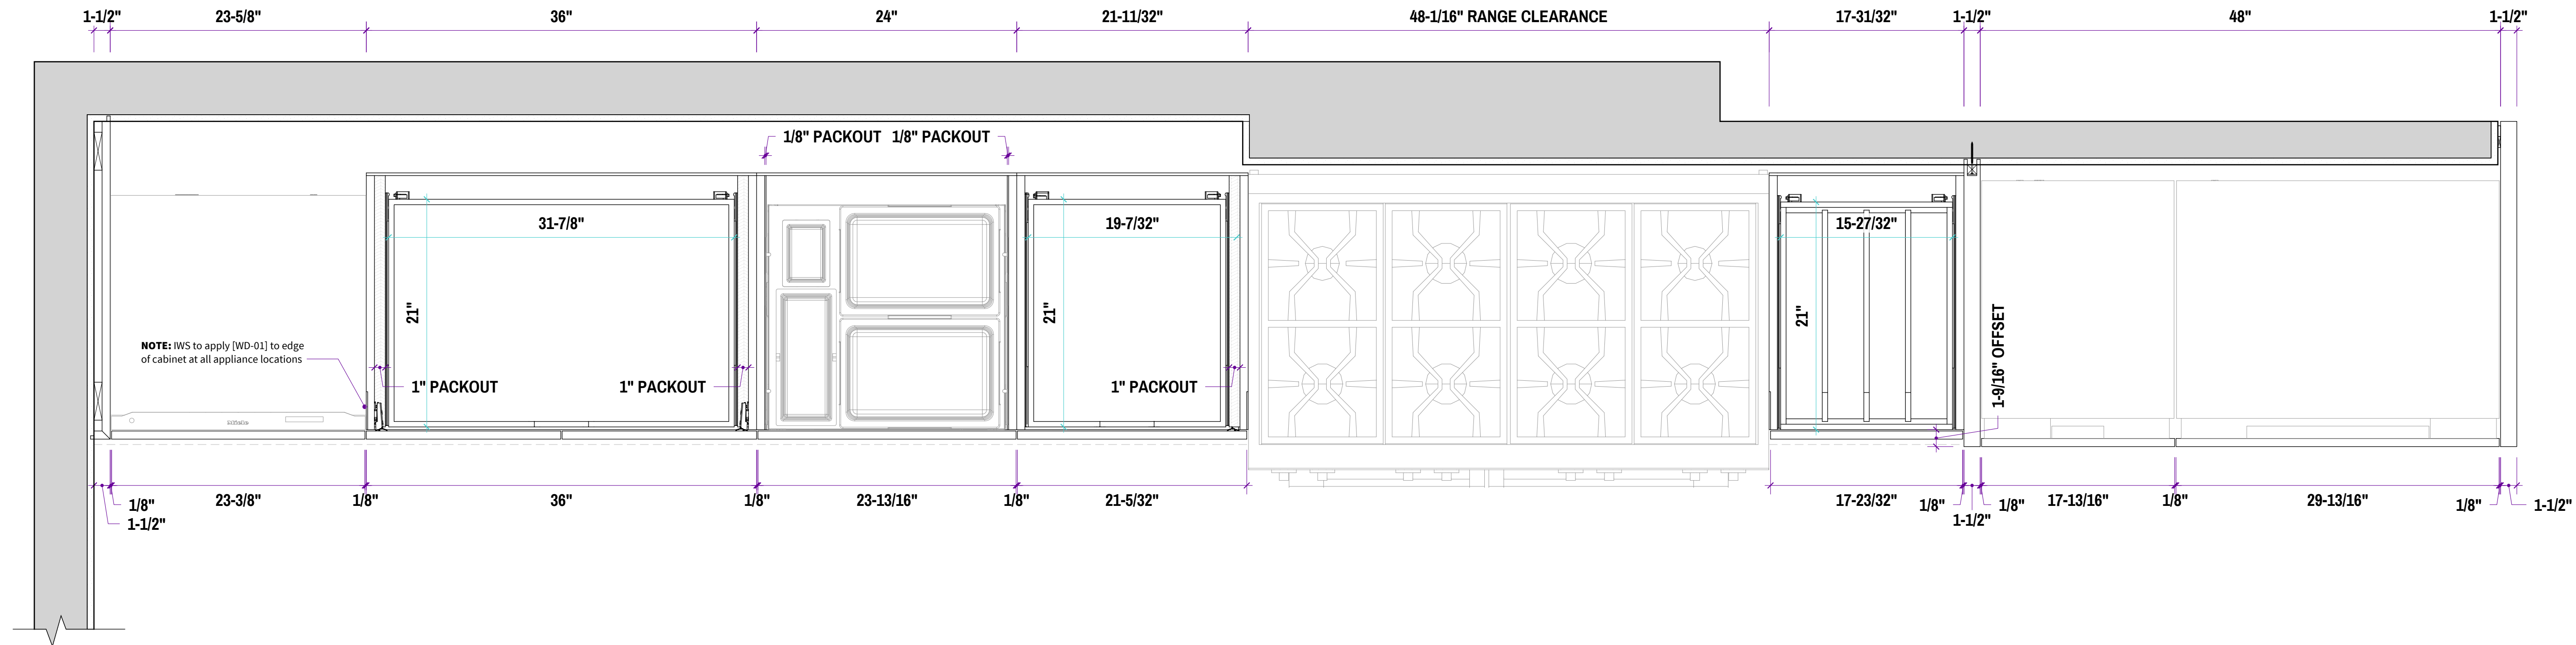 1-1/2" 23-5/8" 36" 24" 21-11/32" 48-1/16" RANGE CLEARANCE 17-31/32" 1-1/2" 48" 1-1/2"
1/8" PACKOUT 1/8" PACKOUT
31-7/8" 19-7/32" 15-27/32"
21" 21" 21"
NOTE: IWS to apply [WD-01] to edge
of cabinet at all appliance locations
1" PACKOUT 1" PACKOUT 1" PACKOUT
1-9/16" OFFSET
Miele
23-3/8" 1/8" 36" 1/8" 23-13/16" 1/8" 21-5/32" 17-23/32" 17-13/16" 1/8" 29-13/16"
1/8" 1/8" 1/8" 1/8" 1-1/2"
1-1/2" 1-1/2"